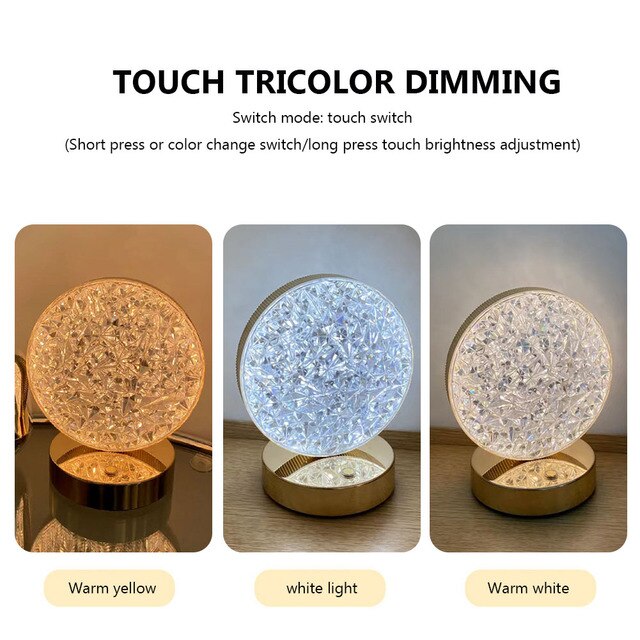 TOUCH TRICOLOR DIMMING
Switch mode: touch switch
(Short press or color change switch/long press touch brightness adjustment)
Warm yellow
white light
Warm white